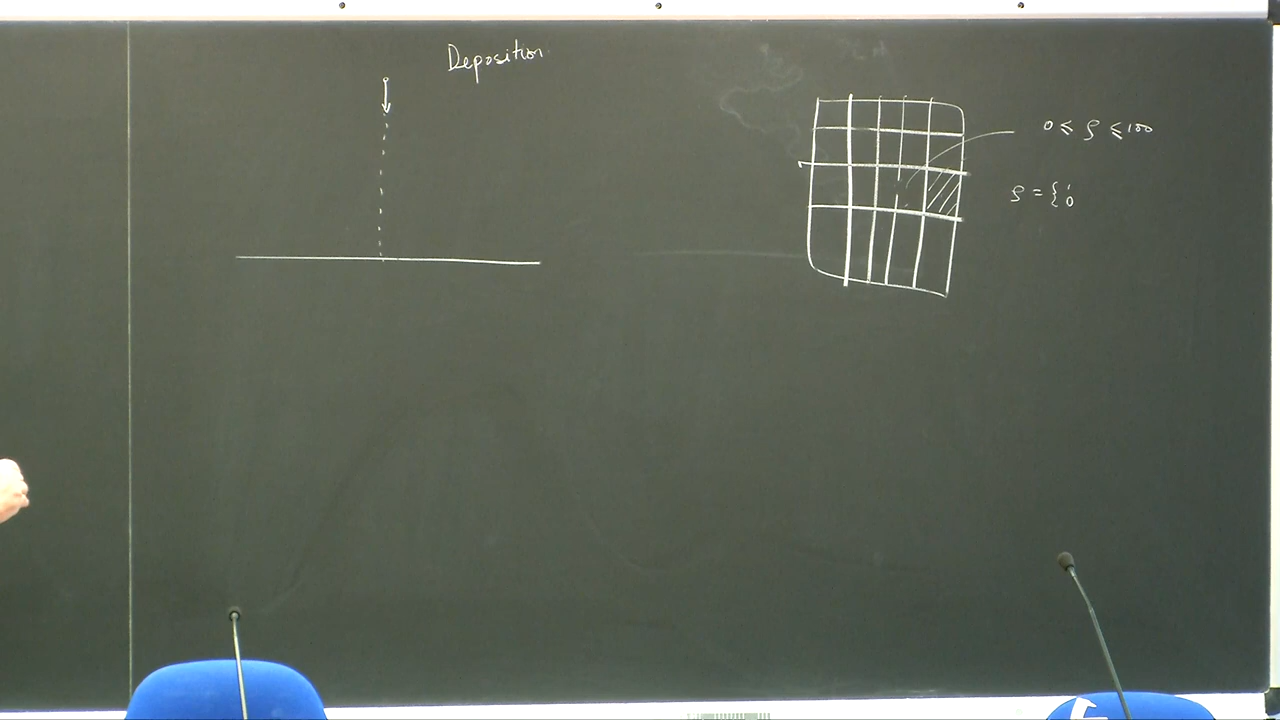 Deposition
0 ≤ ρ ≤ 100
ρ = { 1
0